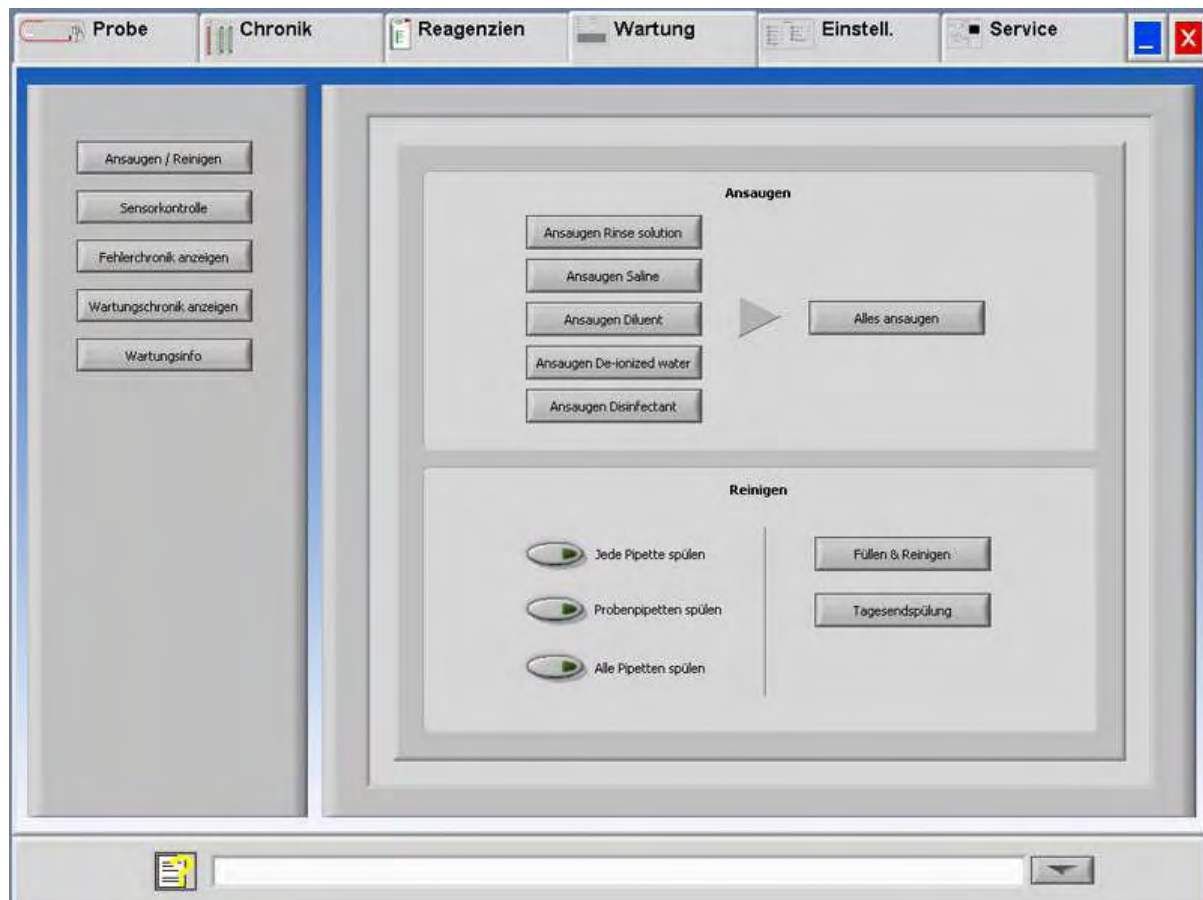 Probe
Chronik
Reagenzien
Wartung
Einstell.
Service
Ansaugen / Reinigen
Sensorkontrolle
Fehlerchronik anzeigen
Wartungschronik anzeigen
Wartungsinfo
Ansaugen
Ansaugen Rinse solution
Ansaugen Saline
Ansaugen Diluent
Ansaugen De-ionized water
Ansaugen Disinfectant
Alles ansaugen
Reinigen
Jede Pipette spülen
Probenpipetten spülen
Alle Pipetten spülen
Füllen & Reinigen
Tagesendspülung